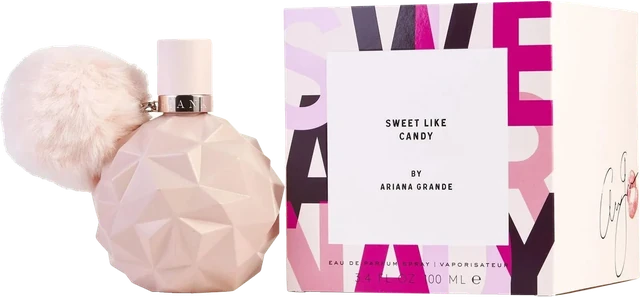 SWEET LIKE
CANDY
BY
ARIANA GRANDE
EAU DE PARFUM SPRAY | VAPORISATEUR
3.4 FL OZ 100 ML ℮